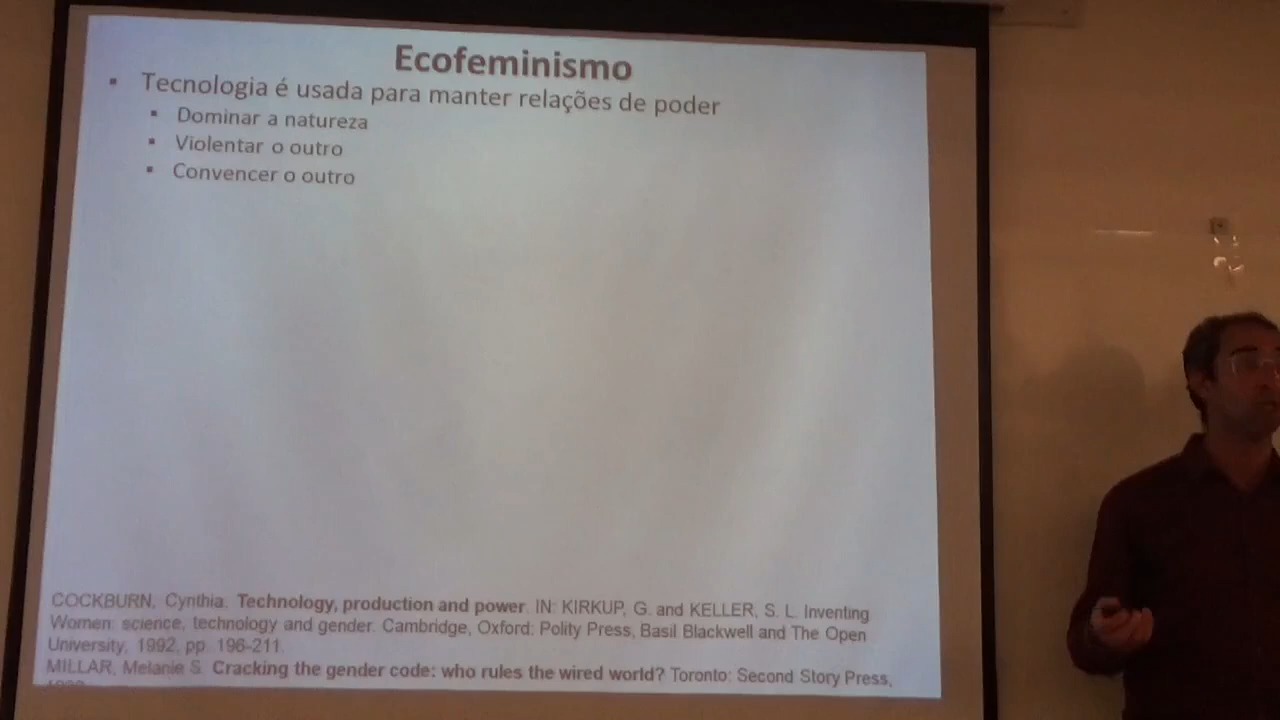 Ecofeminismo
▪ Tecnologia é usada para manter relações de poder
▪ Dominar a natureza
▪ Violentar o outro
▪ Convencer o outro
COCKBURN, Cynthia. Technology, production and power. IN: KIRKUP, G. and KELLER, S. L. Inventing
Women: science, technology and gender. Cambridge, Oxford: Polity Press, Basil Blackwell and The Open
University, 1992, pp. 196-211.
MILLAR, Melanie S. Cracking the gender code: who rules the wired world? Toronto: Second Story Press,